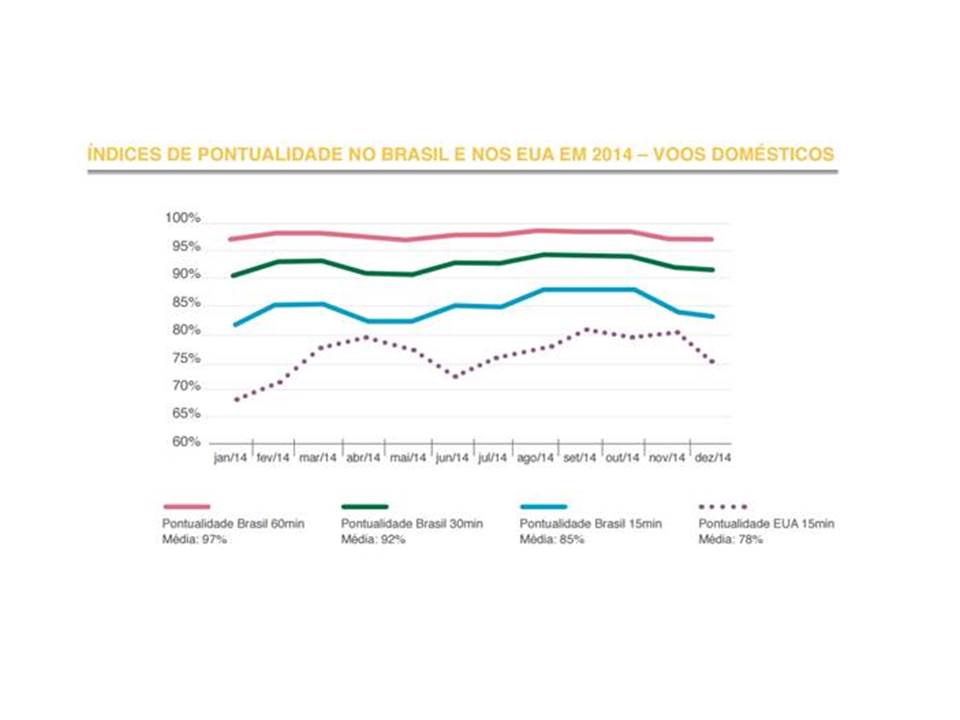 ÍNDICES DE PONTUALIDADE NO BRASIL E NOS EUA EM 2014 – VOOS DOMÉSTICOS
100%
95%
90%
85%
80%
75%
70%
65%
60%
jan/14 fev/14 mar/14 abr/14 mai/14 jun/14 jul/14 ago/14 set/14 out/14 nov/14 dez/14
Pontualidade Brasil 60min
Média: 97%
Pontualidade Brasil 30min
Média: 92%
Pontualidade Brasil 15min
Média: 85%
Pontualidade EUA 15min
Média: 78%